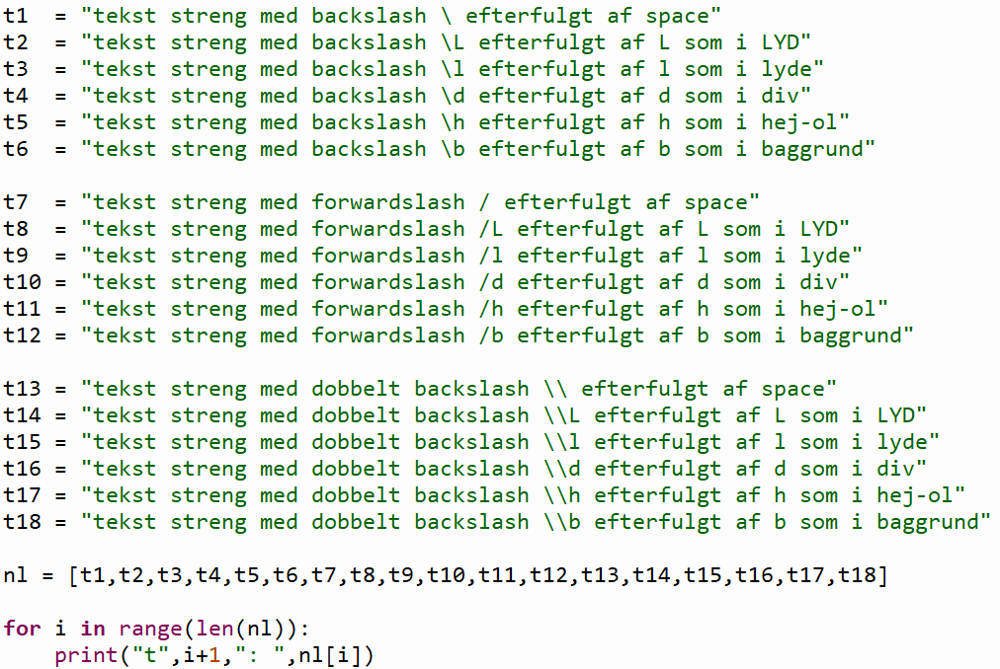 t1  = "tekst streng med backslash \ efterfulgt af space"
t2  = "tekst streng med backslash \L efterfulgt af L som i LYD"
t3  = "tekst streng med backslash \l efterfulgt af l som i lyde"
t4  = "tekst streng med backslash \d efterfulgt af d som i div"
t5  = "tekst streng med backslash \h efterfulgt af h som i hej-ol"
t6  = "tekst streng med backslash \b efterfulgt af b som i baggrund"
t7  = "tekst streng med forwardslash / efterfulgt af space"
t8  = "tekst streng med forwardslash /L efterfulgt af L som i LYD"
t9  = "tekst streng med forwardslash /l efterfulgt af l som i lyde"
t10 = "tekst streng med forwardslash /d efterfulgt af d som i div"
t11 = "tekst streng med forwardslash /h efterfulgt af h som i hej-ol"
t12 = "tekst streng med forwardslash /b efterfulgt af b som i baggrund"
t13 = "tekst streng med dobbelt backslash \\ efterfulgt af space"
t14 = "tekst streng med dobbelt backslash \\L efterfulgt af L som i LYD"
t15 = "tekst streng med dobbelt backslash \\l efterfulgt af l som i lyde"
t16 = "tekst streng med dobbelt backslash \\d efterfulgt af d som i div"
t17 = "tekst streng med dobbelt backslash \\h efterfulgt af h som i hej-ol"
t18 = "tekst streng med dobbelt backslash \\b efterfulgt af b som i baggrund"
nl = [t1,t2,t3,t4,t5,t6,t7,t8,t9,t10,t11,t12,t13,t14,t15,t16,t17,t18]
for i in range(len(nl)):
    print("t",i+1,": ",nl[i])